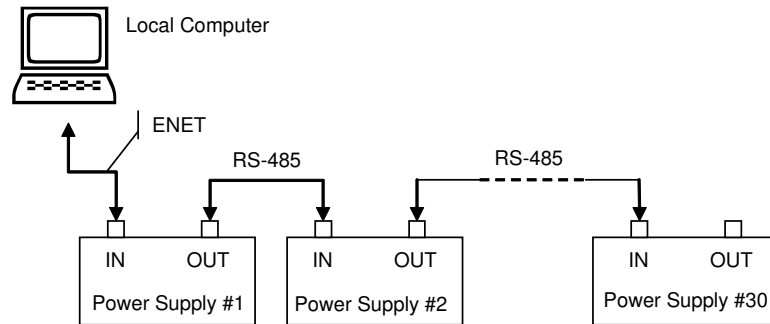 Local Computer
ENET
RS-485
RS-485
IN OUT
IN OUT
IN OUT
Power Supply #1
Power Supply #2
Power Supply #30